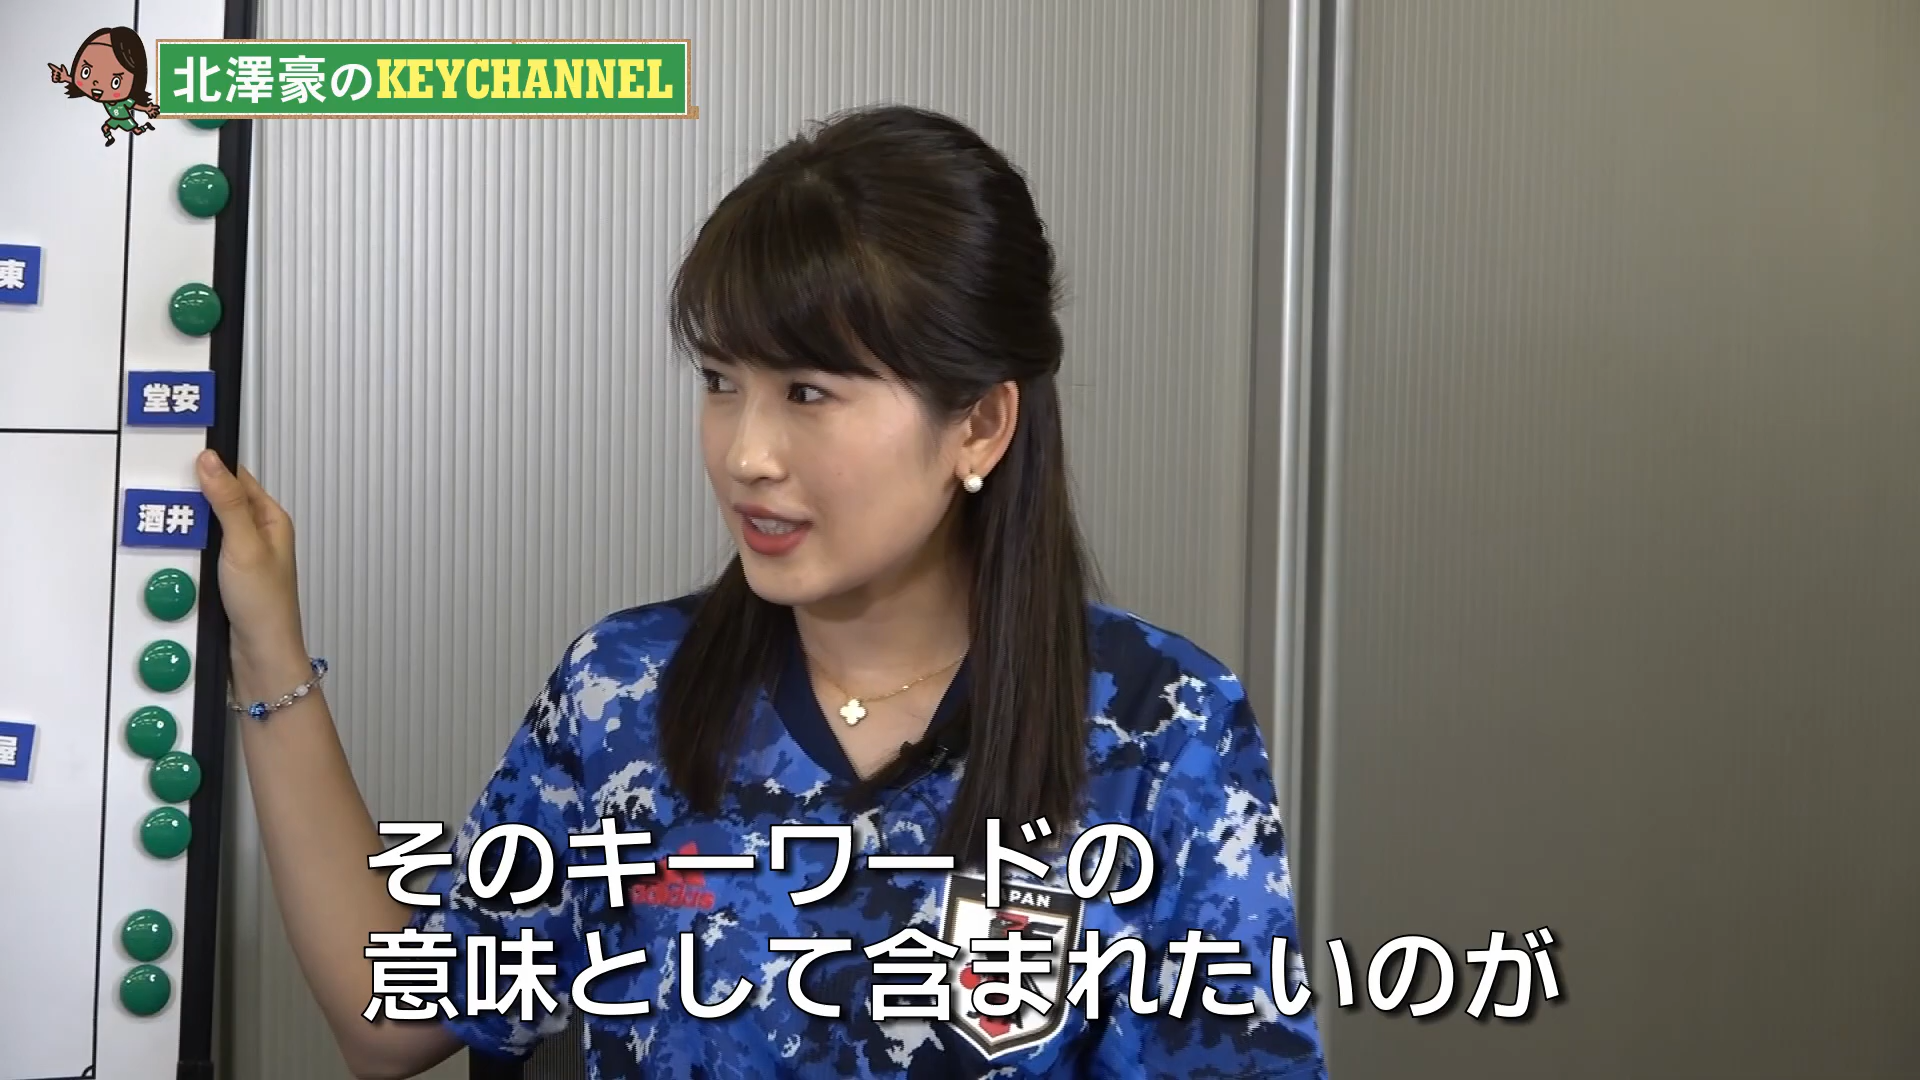 北澤豪のKEYCHANNEL
東
堂安
酒井
屋
adidas
JAPAN
そのキーワードの
意味として含まれたいのが